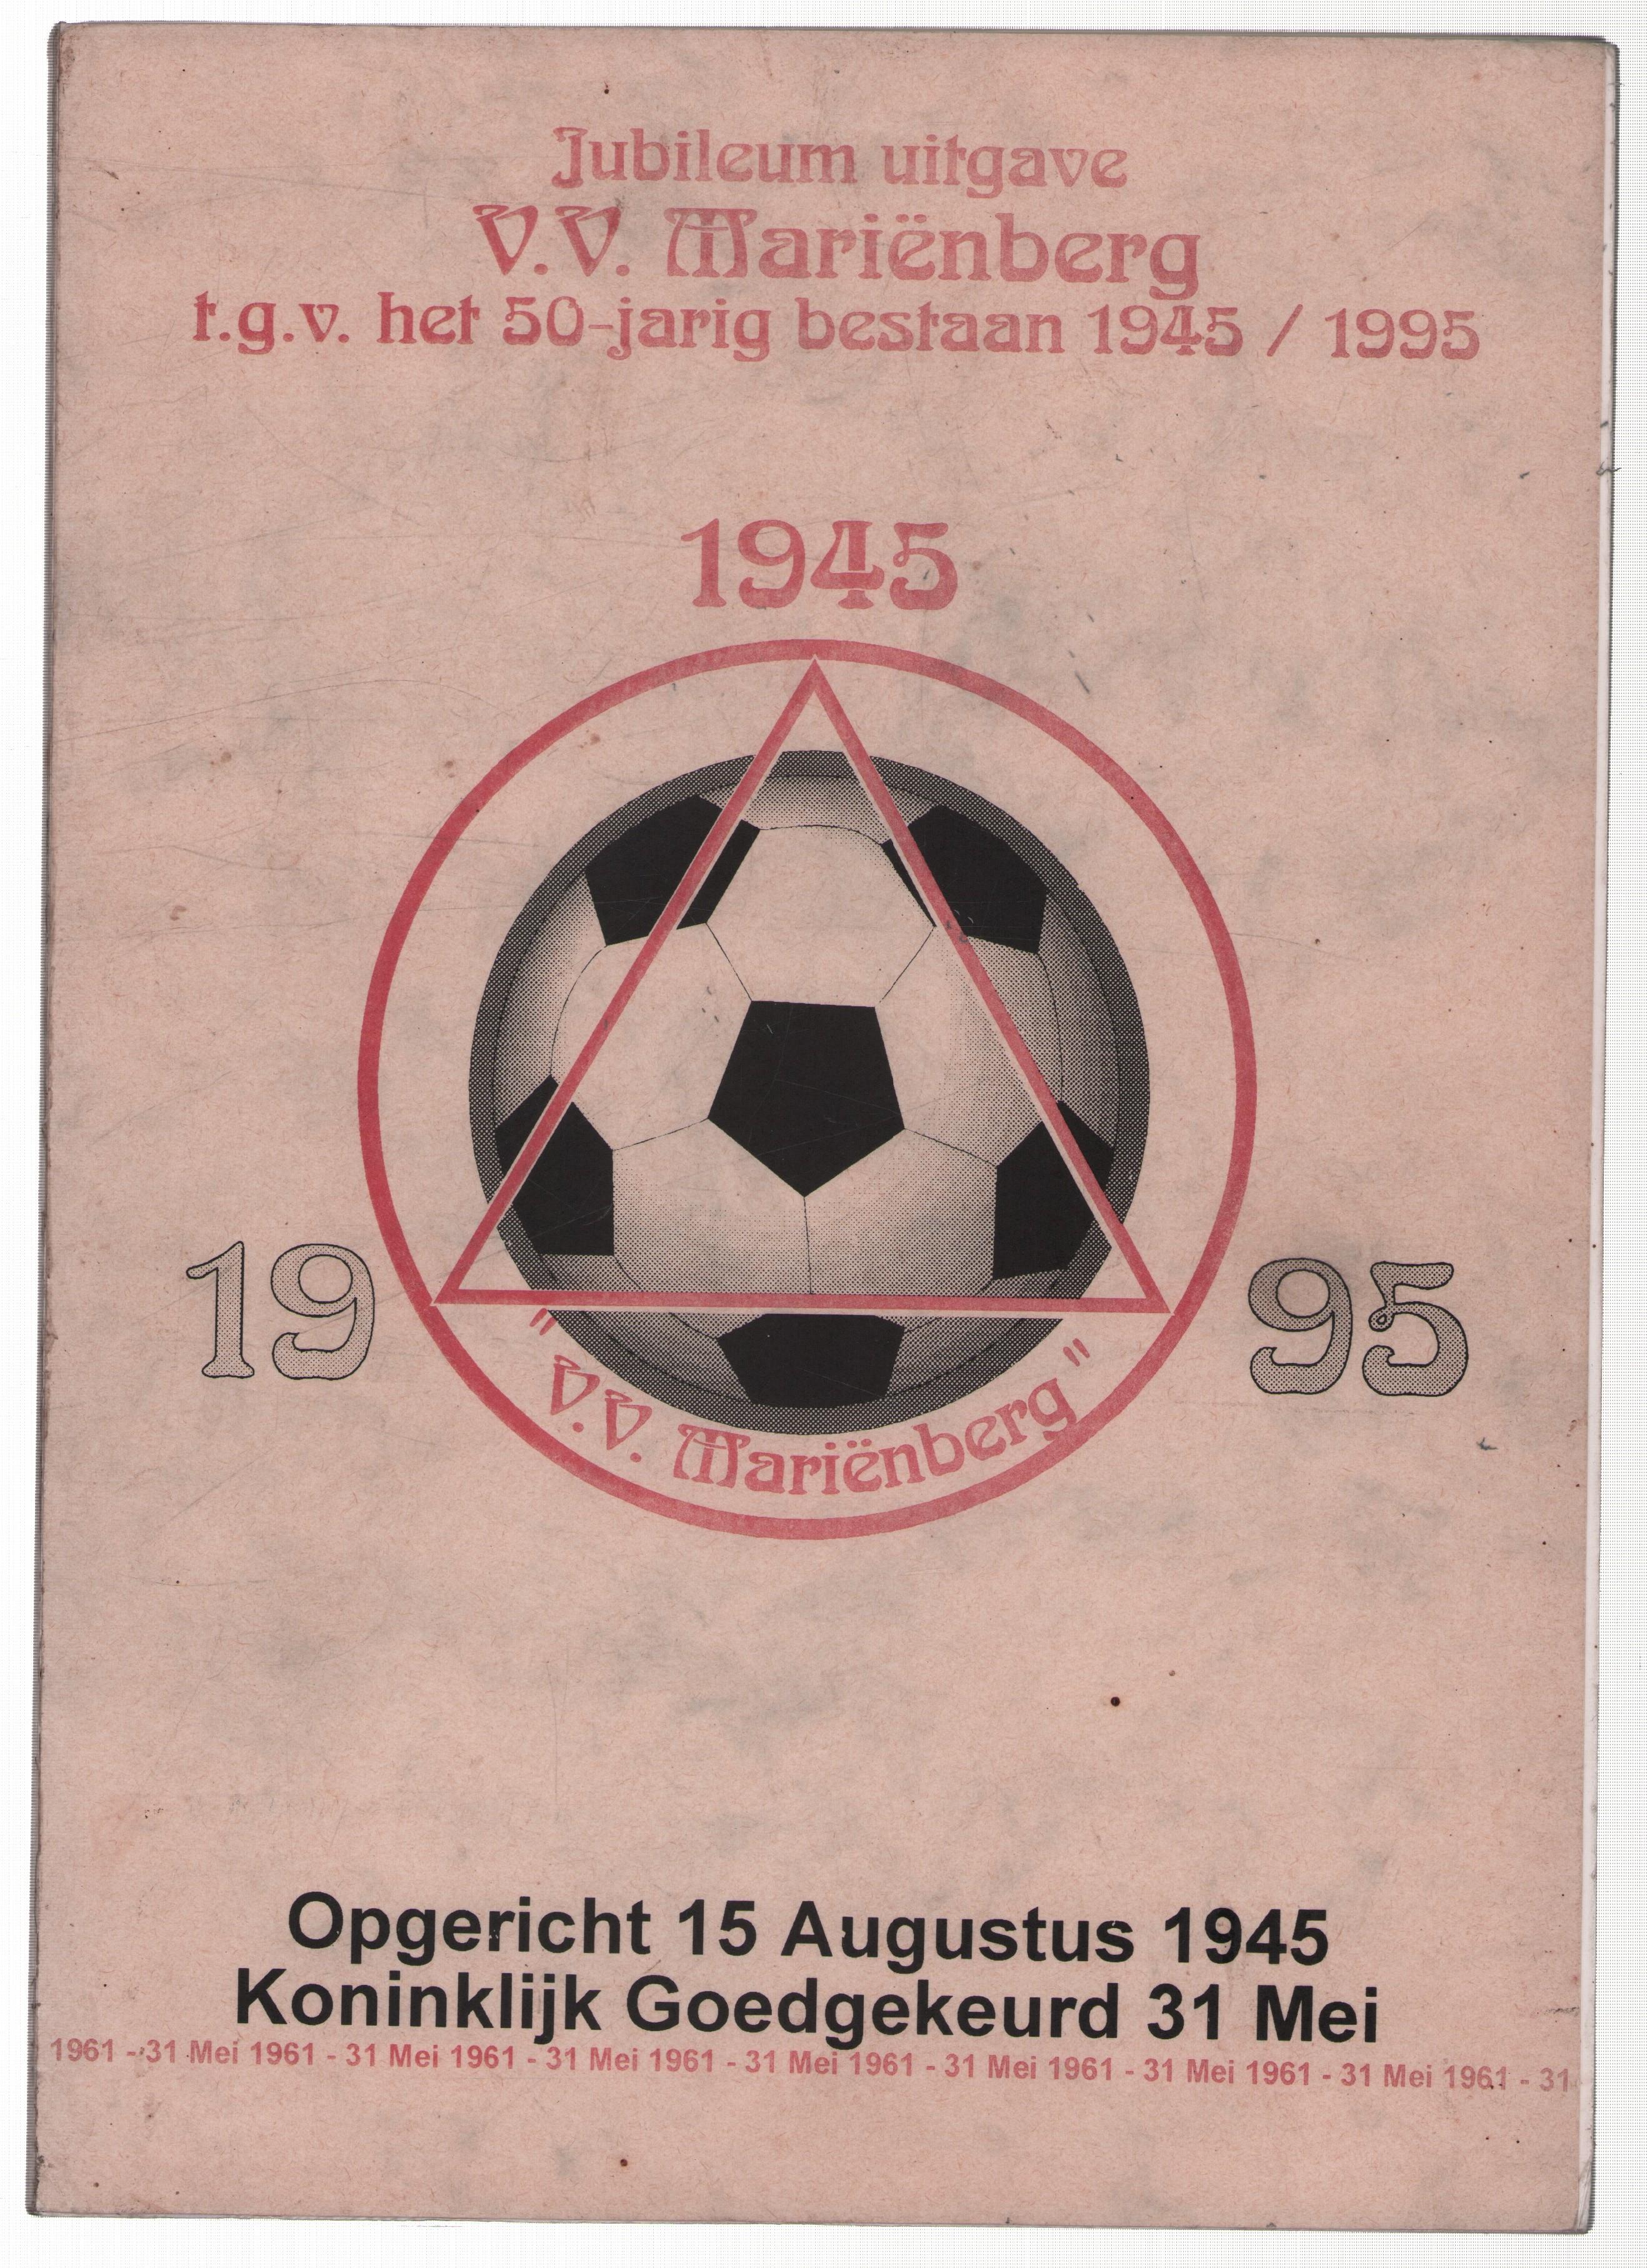 Jubileum uitgave
V.V. Mariënberg
t.g.v. het 50-jarig bestaan 1945 / 1995
1945
19 95
" V.V. Mariënberg "
Opgericht 15 Augustus 1945
Koninklijk Goedgekeurd 31 Mei
1961 - 31 Mei 1961 - 31 Mei 1961 - 31 Mei 1961 - 31 Mei 1961 - 31 Mei 1961 - 31 Mei 1961 - 31 Mei 1961 - 31